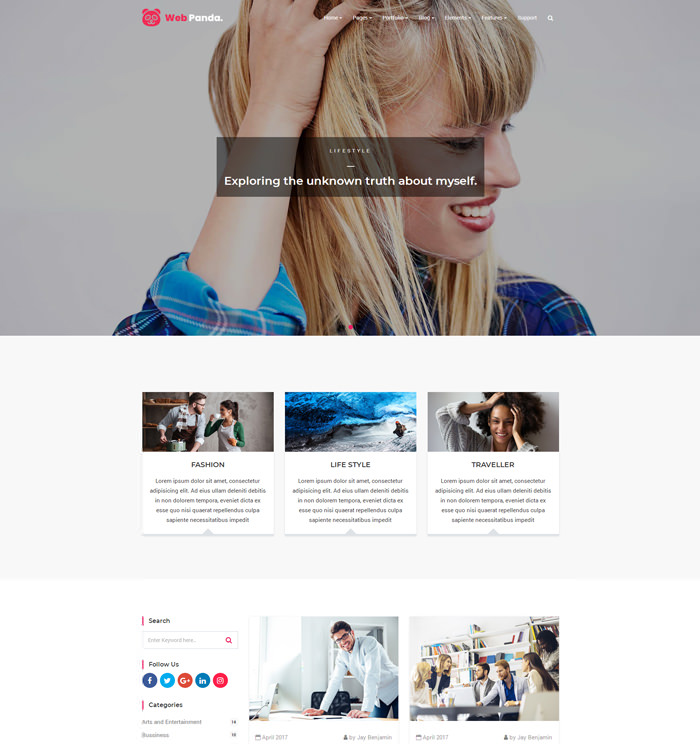 Web Panda.
Home Pages Portfolio Blog Elements Features Support
LIFESTYLE
Exploring the unknown truth about myself.
FASHION
Lorem ipsum dolor sit amet, consectetur
adipisicing elit. Ad eius ullam deleniti debitis
in non dolorem tempora, eveniet dicta ex
esse quo nisi quaerat repellendus culpa
sapiente necessitatibus impedit
LIFE STYLE
Lorem ipsum dolor sit amet, consectetur
adipisicing elit. Ad eius ullam deleniti debitis
in non dolorem tempora, eveniet dicta ex
esse quo nisi quaerat repellendus culpa
sapiente necessitatibus impedit
TRAVELLER
Lorem ipsum dolor sit amet, consectetur
adipisicing elit. Ad eius ullam deleniti debitis
in non dolorem tempora, eveniet dicta ex
esse quo nisi quaerat repellendus culpa
sapiente necessitatibus impedit
Search
Enter Keyword here..
Follow Us
Categories
Arts and Entertainment 14
Bussiness 16
April 2017 by Jay Benjamin
April 2017 by Jay Benjamin